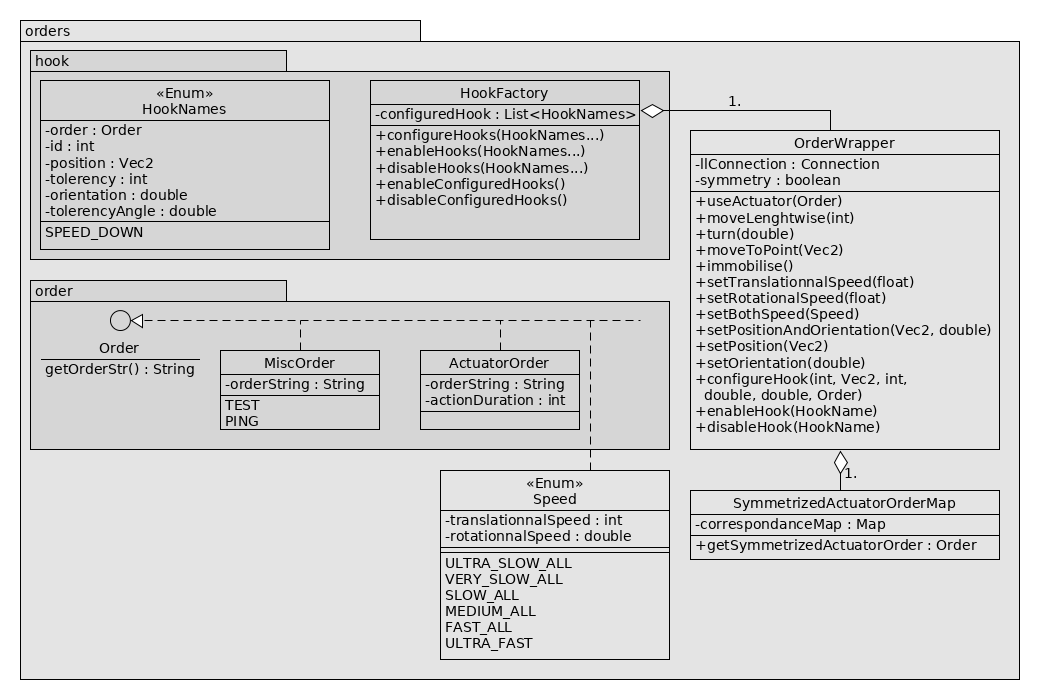 orders
hook
«Enum»
HookNames
-order : Order
-id : int
-position : Vec2
-tolerency : int
-orientation : double
-tolerencyAngle : double
SPEED_DOWN
HookFactory
-configuredHook : List<HookNames>
+configureHooks(HookNames...)
+enableHooks(HookNames...)
+disableHooks(HookNames...)
+enableConfiguredHooks()
+disableConfiguredHooks()
1.
OrderWrapper
-llConnection : Connection
-symmetry : boolean
+useActuator(Order)
+moveLenghtwise(int)
+turn(double)
+moveToPoint(Vec2)
+immobilise()
+setTranslationnalSpeed(float)
+setRotationalSpeed(float)
+setBothSpeed(Speed)
+setPositionAndOrientation(Vec2, double)
+setPosition(Vec2)
+setOrientation(double)
+configureHook(int, Vec2, int,
double, double, Order)
+enableHook(HookName)
+disableHook(HookName)
order
Order
getOrderStr() : String
MiscOrder
-orderString : String
TEST
PING
ActuatorOrder
-orderString : String
-actionDuration : int
«Enum»
Speed
-translationnalSpeed : int
-rotationnalSpeed : double
ULTRA_SLOW_ALL
VERY_SLOW_ALL
SLOW_ALL
MEDIUM_ALL
FAST_ALL
ULTRA_FAST
1.
SymmetrizedActuatorOrderMap
-correspondanceMap : Map
+getSymmetrizedActuatorOrder : Order